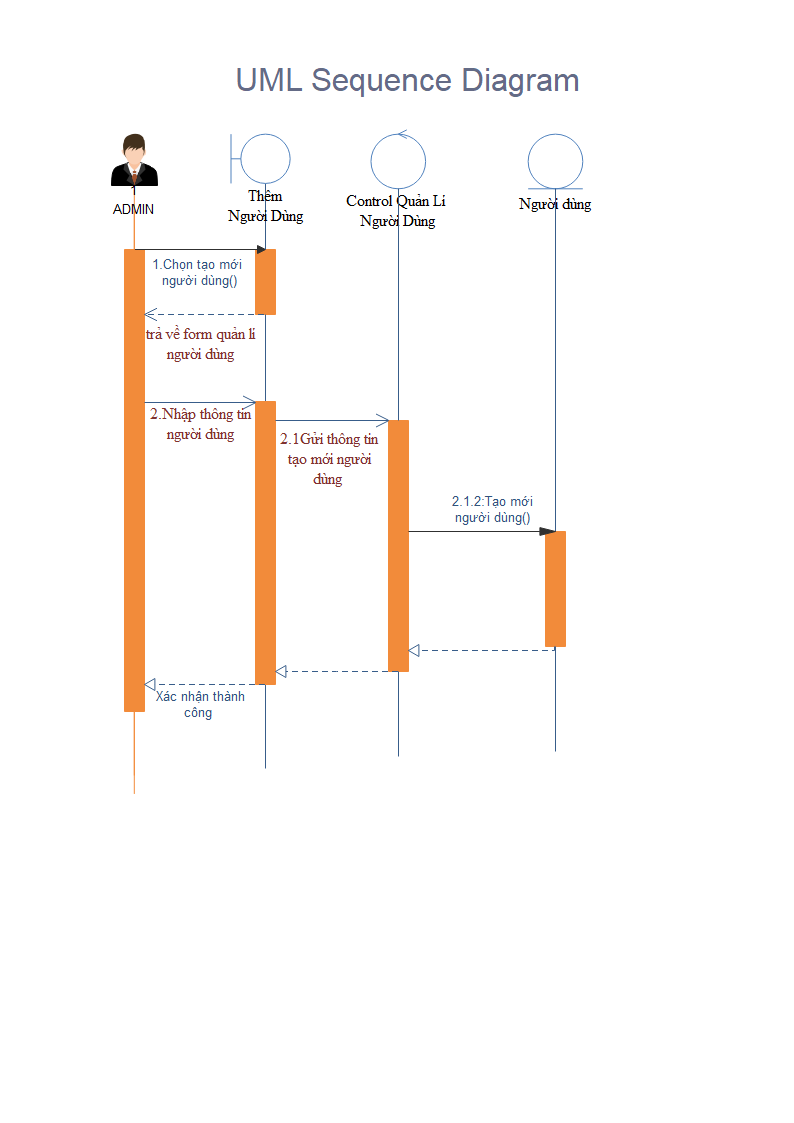 UML Sequence Diagram
1
ADMIN
Thêm
Người Dùng
Control Quản Lí
Người Dùng
Người dùng
1.Chọn tạo mới
người dùng()
trả về form quản lí
người dùng
2.Nhập thông tin
người dùng
2.1Gửi thông tin
tạo mới người
dùng
2.1.2:Tạo mới
người dùng()
Xác nhận thành
công